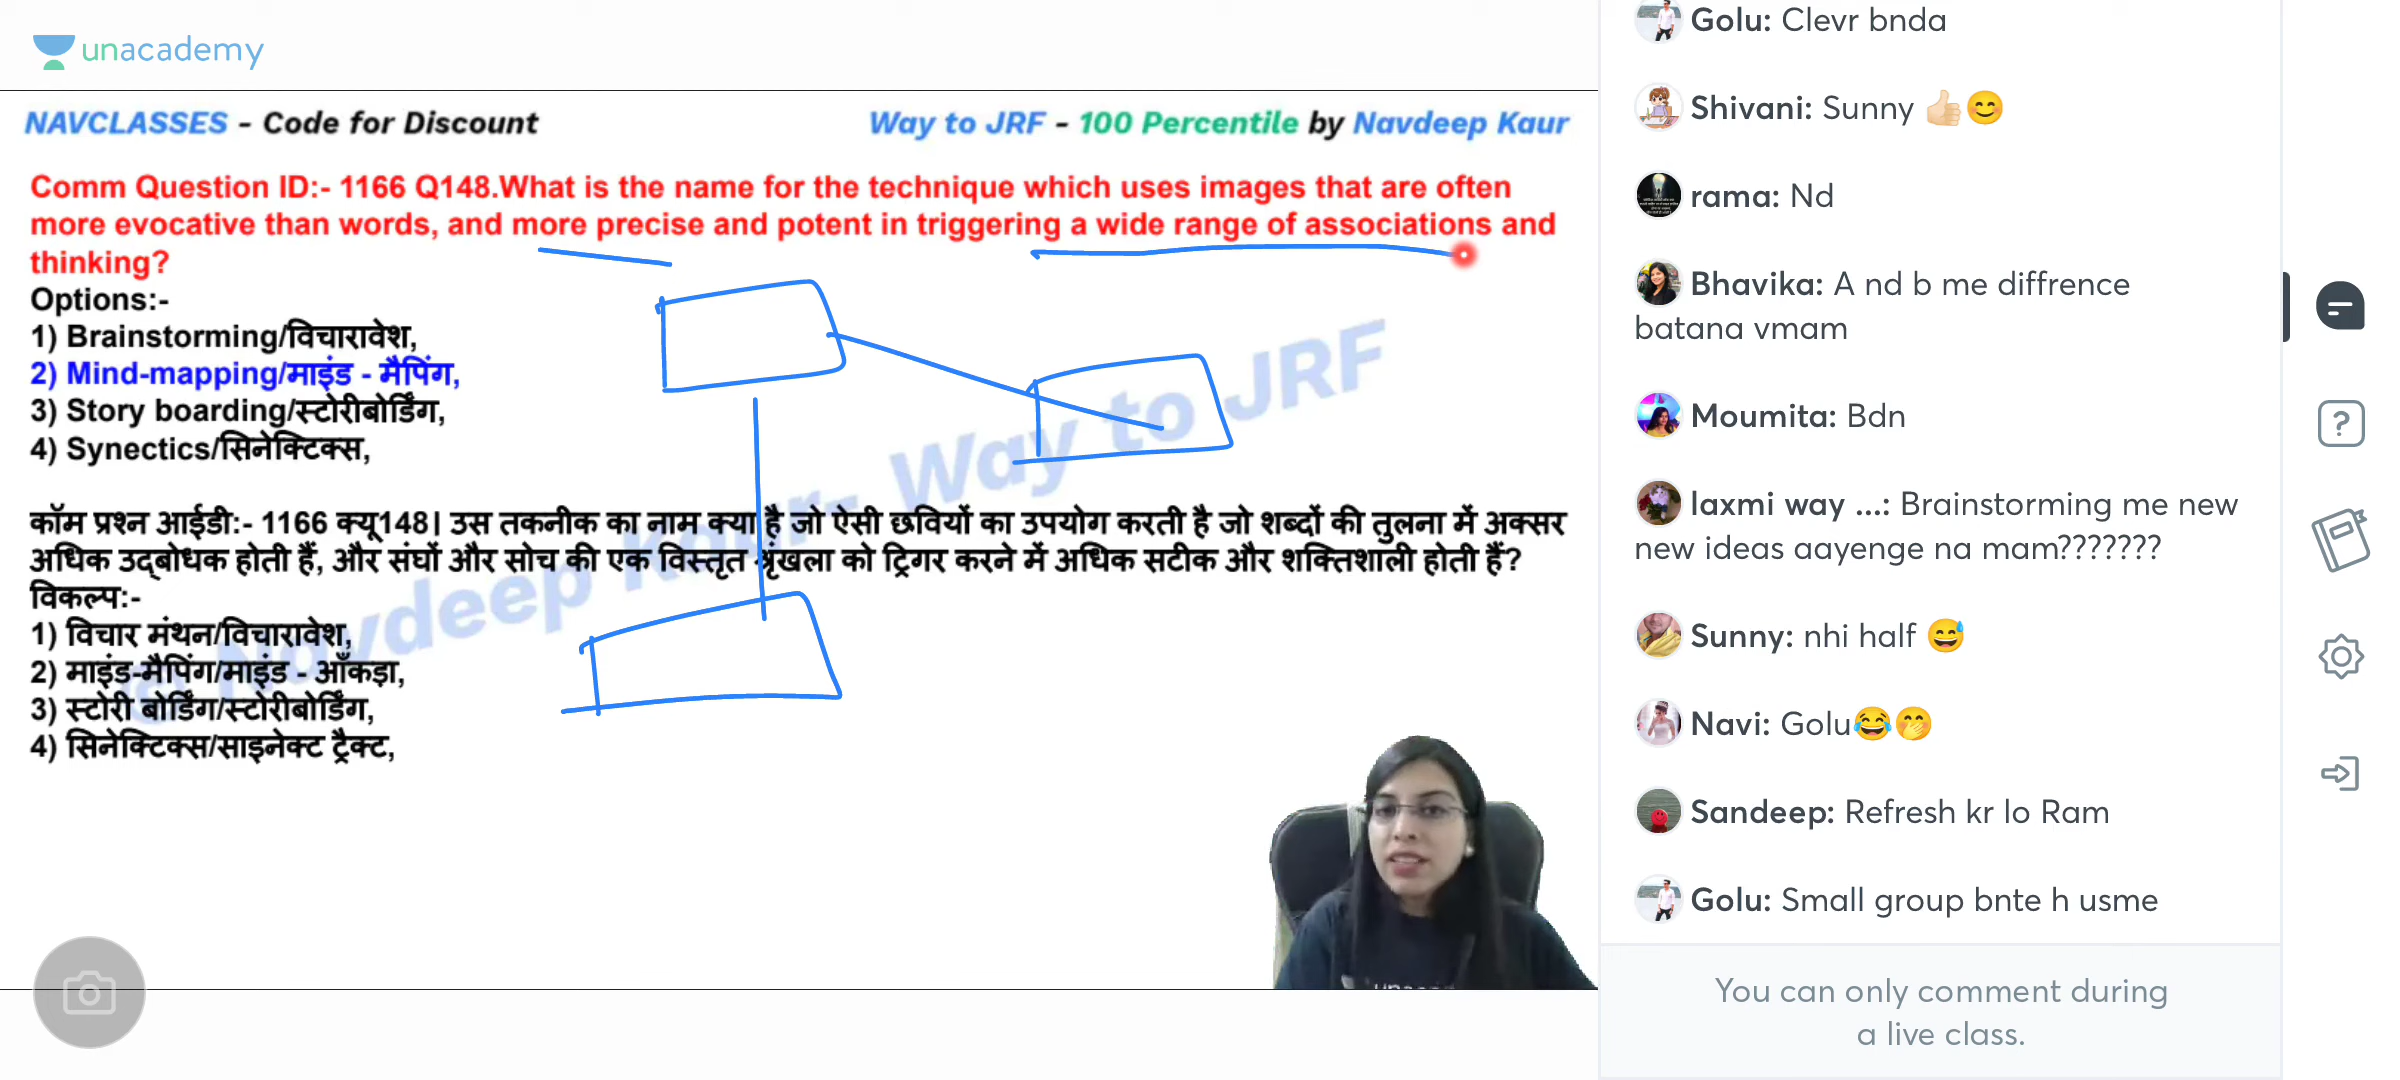 unacademy
NAVCLASSES - Code for Discount
Way to JRF - 100 Percentile by Navdeep Kaur
Comm Question ID:- 1166 Q148.What is the name for the technique which uses images that are often
more evocative than words, and more precise and potent in triggering a wide range of associations and
thinking?
Options:-
1) Brainstorming/विचारावेश,
2) Mind-mapping/माइंड - मैपिंग,
3) Story boarding/स्टोरीबोर्डिंग,
4) Synectics/सिनेक्टिक्स,
कॉम प्रश्न आईडी:- 1166 क्यू148। उस तकनीक का नाम क्या है जो ऐसी छवियों का उपयोग करती है जो शब्दों की तुलना में अक्सर
अधिक उद्बोधक होती हैं, और संघों और सोच की एक विस्तृत श्रृंखला को ट्रिगर करने में अधिक सटीक और शक्तिशाली होती हैं?
विकल्प:-
1) विचार मंथन/विचारावेश,
2) माइंड-मैपिंग/माइंड - आँकड़ा,
3) स्टोरी बोर्डिंग/स्टोरीबोर्डिंग,
4) सिनेक्टिक्स/साइनेक्ट ट्रैक्ट,
© Navdeep Kaur- Way to JRF
Golu: Clevr bnda
Shivani: Sunny 👍🏻😊
rama: Nd
Bhavika: A nd b me diffrence
batana vmam
Moumita: Bdn
laxmi way ...: Brainstorming me new
new ideas aayenge na mam???????
Sunny: nhi half 😅
Navi: Golu😂🤭
Sandeep: Refresh kr lo Ram
Golu: Small group bnte h usme
You can only comment during
a live class.